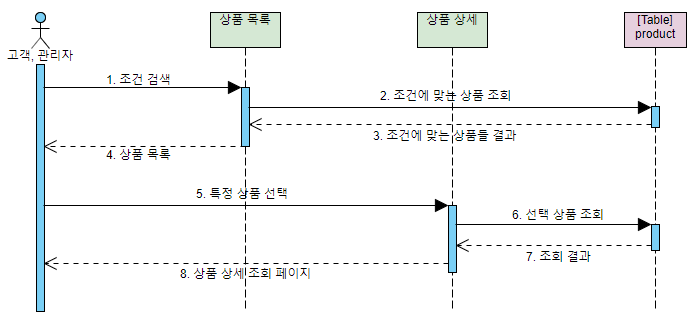 상품 목록
상품 상세
[Table]
product
고객, 관리자
1. 조건 검색
2. 조건에 맞는 상품 조회
3. 조건에 맞는 상품들 결과
4. 상품 목록
5. 특정 상품 선택
6. 선택 상품 조회
7. 조회 결과
8. 상품 상세 조회 페이지